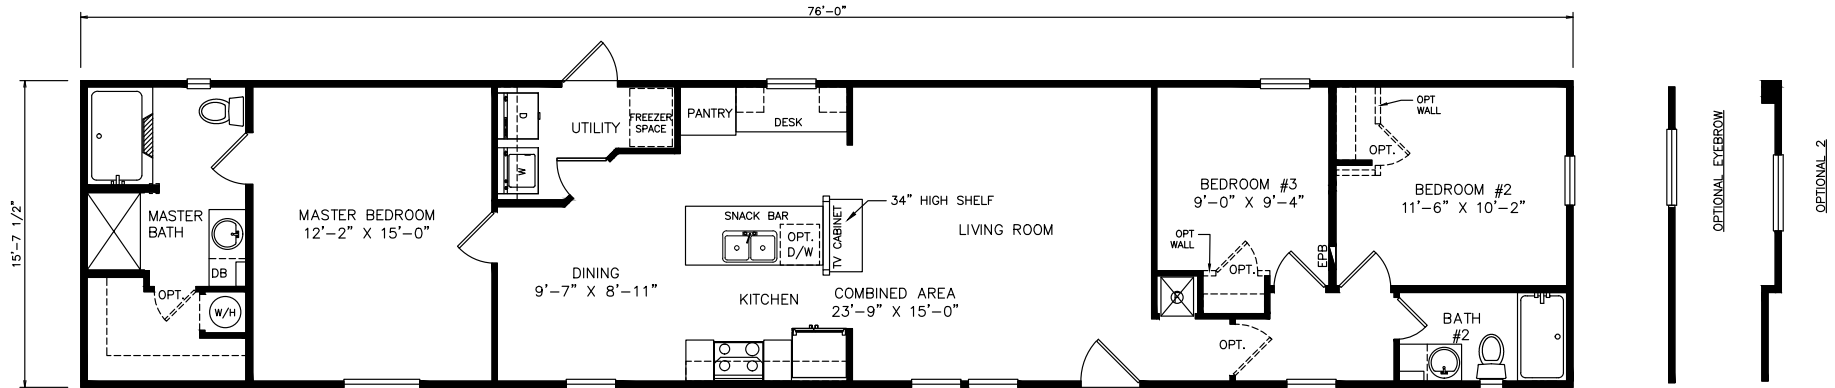 76'-0"
15'-7 1/2"
MASTER
BATH
DB
OPT.
W/H
MASTER BEDROOM
12'-2" X 15'-0"
D
W
UTILITY
FREEZER
SPACE
PANTRY
DESK
DINING
9'-7" X 8'-11"
SNACK BAR
OPT.
D/W
TV CABINET
34" HIGH SHELF
KITCHEN
COMBINED AREA
23'-9" X 15'-0"
LIVING ROOM
BEDROOM #3
9'-0" X 9'-4"
OPT
WALL
OPT.
EPB
OPT.
OPT
WALL
OPT.
BEDROOM #2
11'-6" X 10'-2"
BATH
#2
OPTIONAL EYEBROW
OPTIONAL 2